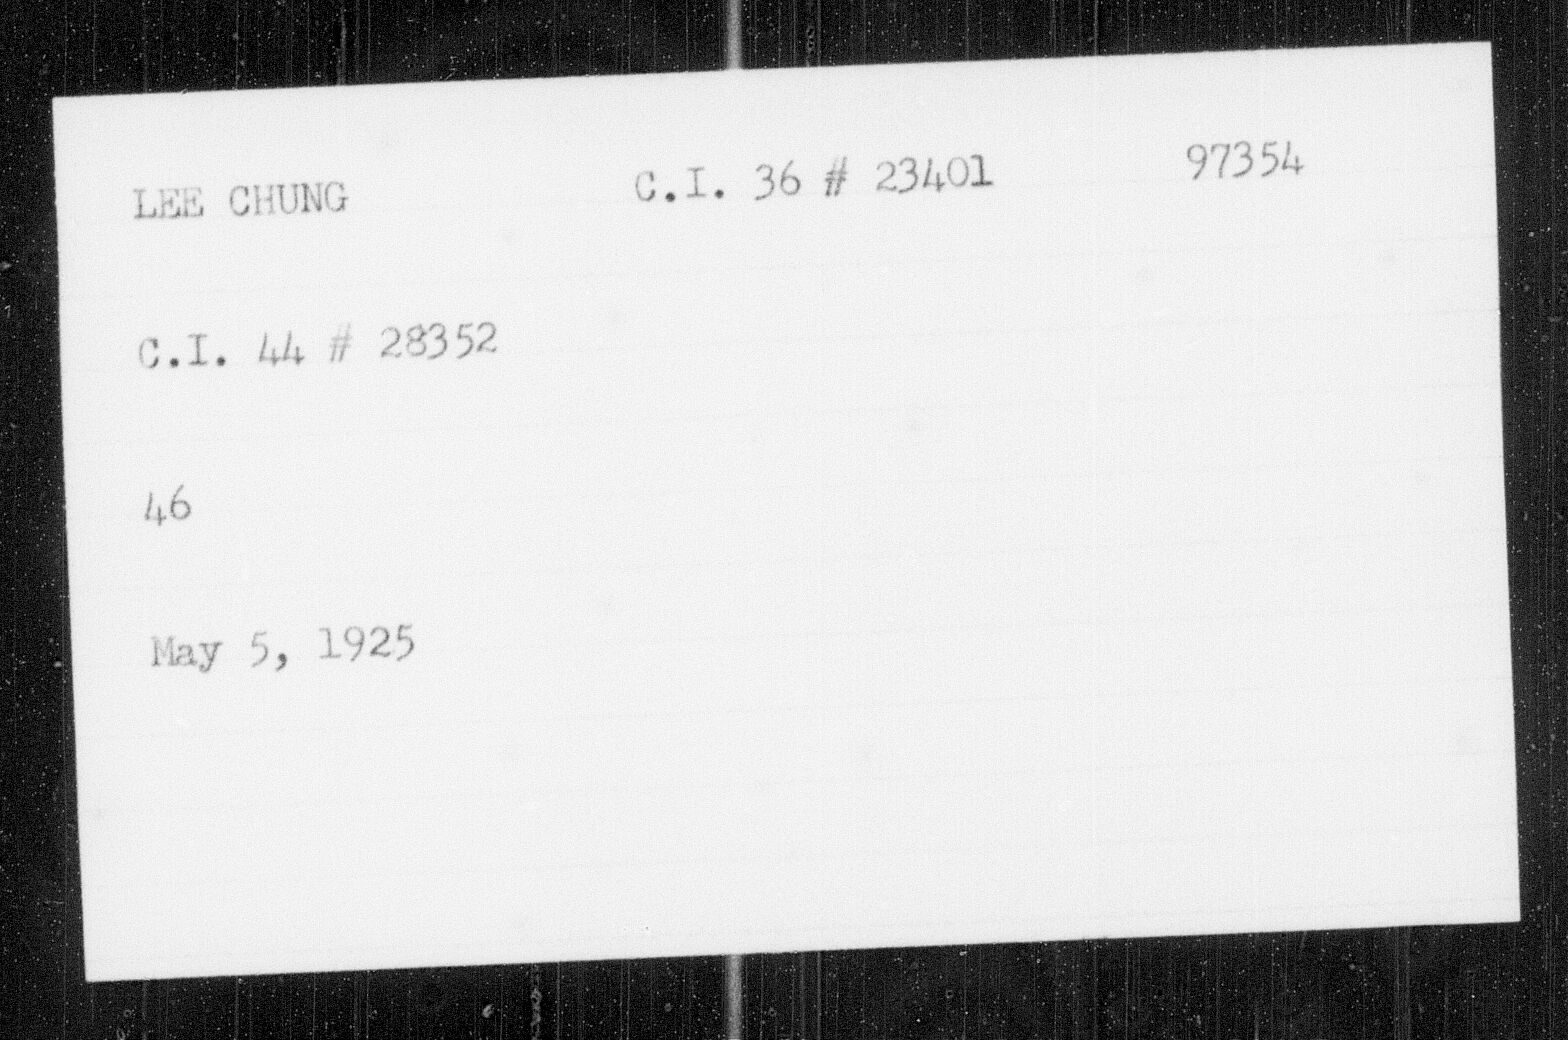 LEE CHUNG C.I. 36 # 23401 97354
C.I. 44 # 28352
46
May 5, 1925